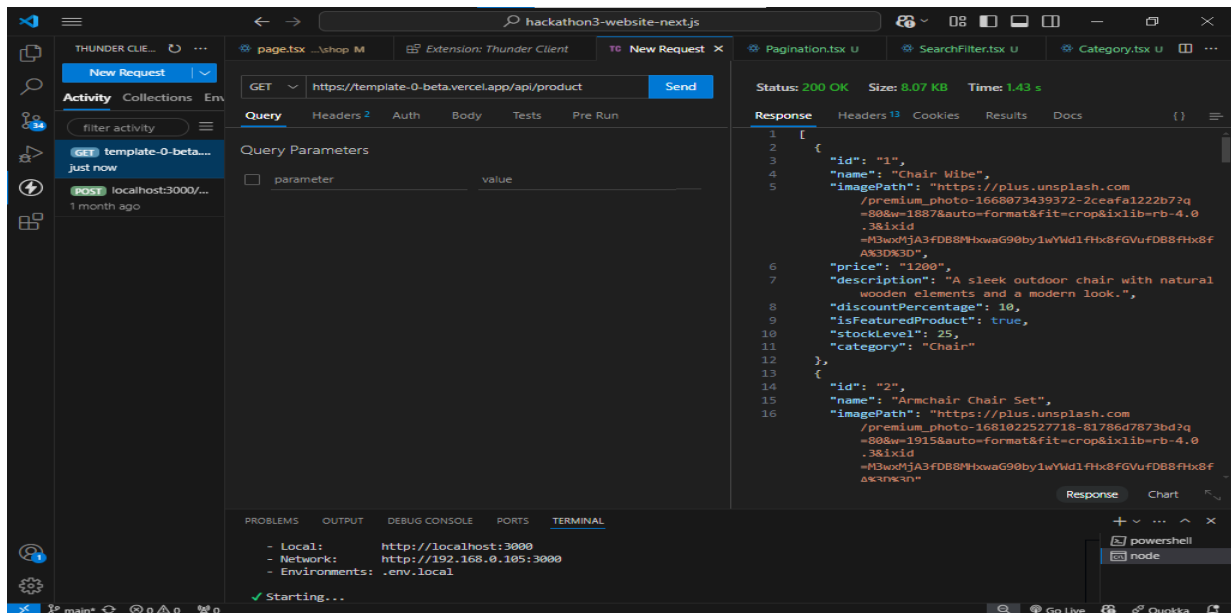 hackathon3-website-next.js
THUNDER CLIE...
page.tsx ...\shop M
Extension: Thunder Client
TC New Request
Pagination.tsx U
SearchFilter.tsx U
Category.tsx U
New Request
Activity Collections Env
filter activity
GET template-0-beta....
just now
POST localhost:3000/...
1 month ago
34
GET https://template-0-beta.vercel.app/api/product Send
Query Headers 2 Auth Body Tests Pre Run
Query Parameters
parameter value
Status: 200 OK Size: 8.07 KB Time: 1.43 s
Response Headers 13 Cookies Results Docs {}
1 [
2 {
3 "id": "1",
4 "name": "Chair Wibe",
5 "imagePath": "https://plus.unsplash.com
/premium_photo-1668073439372-2ceafa1222b7?q
=80&w=1887&auto=format&fit=crop&ixlib=rb-4.0
.3&ixid
=M3wxMjA3fDB8MHxwaG90by1wYWdlfHx8fGVufDB8fHx8f
A%3D%3D",
6 "price": "1200",
7 "description": "A sleek outdoor chair with natural
wooden elements and a modern look.",
8 "discountPercentage": 10,
9 "isFeaturedProduct": true,
10 "stockLevel": 25,
11 "category": "Chair"
12 },
13 {
14 "id": "2",
15 "name": "Armchair Chair Set",
16 "imagePath": "https://plus.unsplash.com
/premium_photo-1681022527718-81786d7873bd?q
=80&w=1915&auto=format&fit=crop&ixlib=rb-4.0
.3&ixid
=M3wxMjA3fDB8MHxwaG90by1wYWdlfHx8fGVufDB8fHx8f
A%3D%3D"
Response Chart
PROBLEMS OUTPUT DEBUG CONSOLE PORTS TERMINAL
- Local: http://localhost:3000
- Network: http://192.168.0.105:3000
- Environments: .env.local
✓ Starting...
powershell
node
1
main* 0 0 0
Go Live Quokka